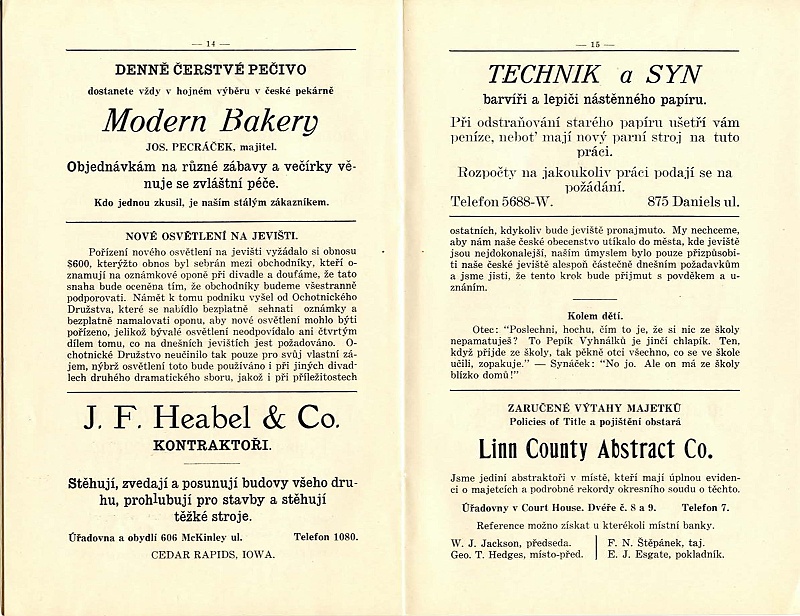 — 14 —
DENNĚ ČERSTVÉ PEČIVO
dostanete vždy v hojném výběru v české pekárně
Modern Bakery
JOS. PECRÁČEK, majitel.
Objednávkám na různé zábavy a večírky vě-
nuje se zvláštní péče.
Kdo jednou zkusil, je naším stálým zákazníkem.
NOVÉ OSVĚTLENÍ NA JEVIŠTI.
Pořízení nového osvětlení na jevišti vyžádalo si obnosu
$600, kterýžto obnos byl sebrán mezi obchodníky, kteří o-
znamují na oznámkové oponě při divadle a doufáme, že tato
snaha bude oceněna tím, že obchodníky budeme všestranně
podporovati. Námět k tomu podniku vyšel od Ochotnického
Družstva, které se nabídlo bezplatně sehnati oznámky a
bezplatně namalovati oponu, aby nové osvětlení mohlo býti
pořízeno, jelikož bývalé osvětlení neodpovídalo ani čtvrtým
dílem tomu, co na dnešních jevištích jest požadováno. O-
chotnické Družstvo neučinilo tak pouze pro svůj vlastní zá-
jem, nýbrž osvětlení toto bude používáno i při jiných divad-
lech druhého dramatického sboru, jakož i při příležitostech
J. F. Heabel & Co.
KONTRAKTOŘI.
Stěhují, zvedají a posunují budovy všeho dru-
hu, prohlubují pro stavby a stěhují
těžké stroje.
Úřadovna a obydlí 606 McKinley ul. Telefon 1080.
CEDAR RAPIDS, IOWA.
— 15 —
TECHNIK a SYN
barvíři a lepiči nástěnného papíru.
Při odstraňování starého papíru ušetří vám
peníze, neboť mají nový parní stroj na tuto
práci.
Rozpočty na jakoukoliv práci podají se na
požádání.
Telefon 5688-W. 875 Daniels ul.
ostatních, kdykoliv bude jeviště pronajmuto. My nechceme,
aby nám naše české obecenstvo utíkalo do města, kde jeviště
jsou nejdokonalejší, naším úmyslem bylo pouze přizpůsobi-
ti naše české jeviště alespoň částečně dnešním požadavkům
a jsme jisti, že tento krok bude přijmut s povděkem a u-
znáním.
Kolem dětí.
Otec: “Poslechni, hochu, čím to je, že si nic ze školy
nepamatuješ? To Pepík Vyhnálků je jinčí chlapík. Ten,
když přijde ze školy, tak pěkně otci všechno, co se ve škole
učili, zopakuje.” — Synáček: “No jo. Ale on má ze školy
blízko domů!”
ZARUČENÉ VÝTAHY MAJETKŮ
Policies of Title a pojištění obstará
Linn County Abstract Co.
Jsme jediní abstraktoři v místě, kteří mají úplnou eviden-
ci o majetcích a podrobné rekordy okresního soudu o těchto.
Úřadovny v Court House. Dvéře č. 8 a 9. Telefon 7.
Reference možno získat u kterékoli místní banky.
W. J. Jackson, předseda. F. N. Štěpánek, taj.
Geo. T. Hedges, místo-před. E. J. Esgate, pokladník.